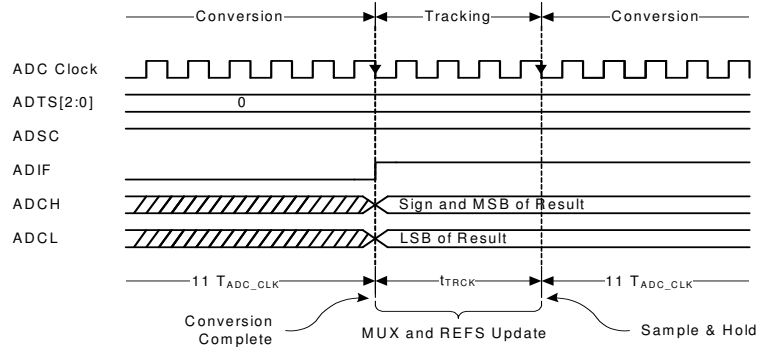 Conversion Tracking Conversion
ADC Clock
ADTS[2:0] 0
ADSC
ADIF
ADCH Sign and MSB of Result
ADCL LSB of Result
11 TADC_CLK tTRCK 11 TADC_CLK
Conversion
Complete
MUX and REFS Update
Sample & Hold